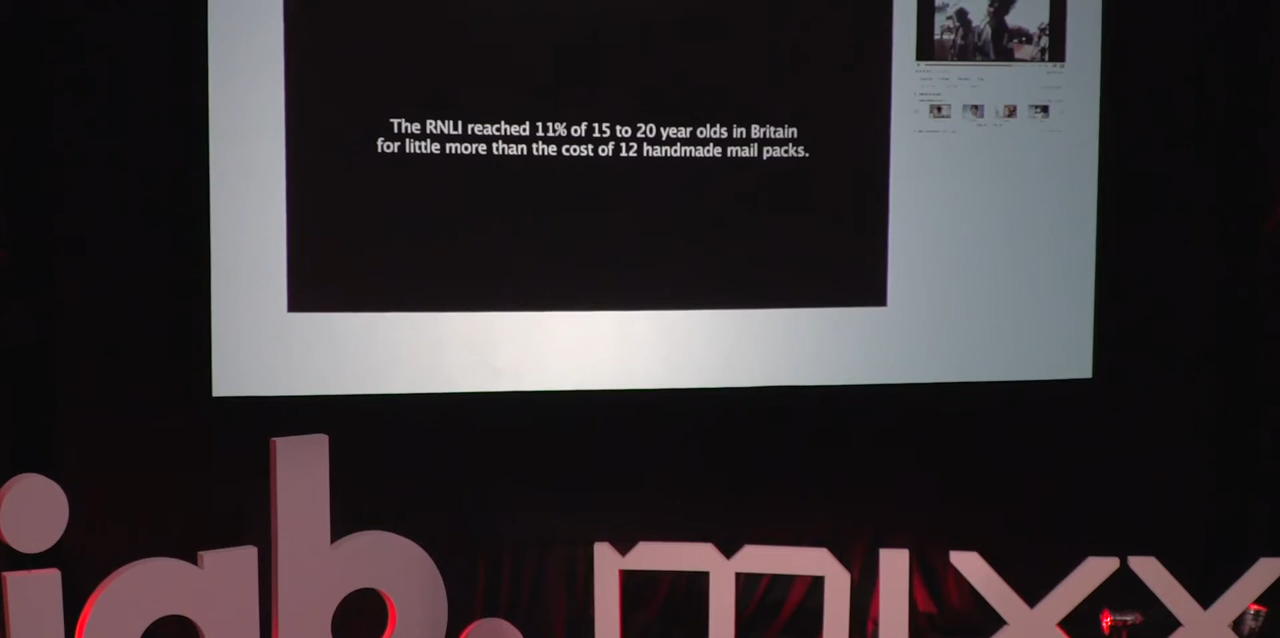 The RNLI reached 11% of 15 to 20 year olds in Britain
for little more than the cost of 12 handmade mail packs.
iab. mixx